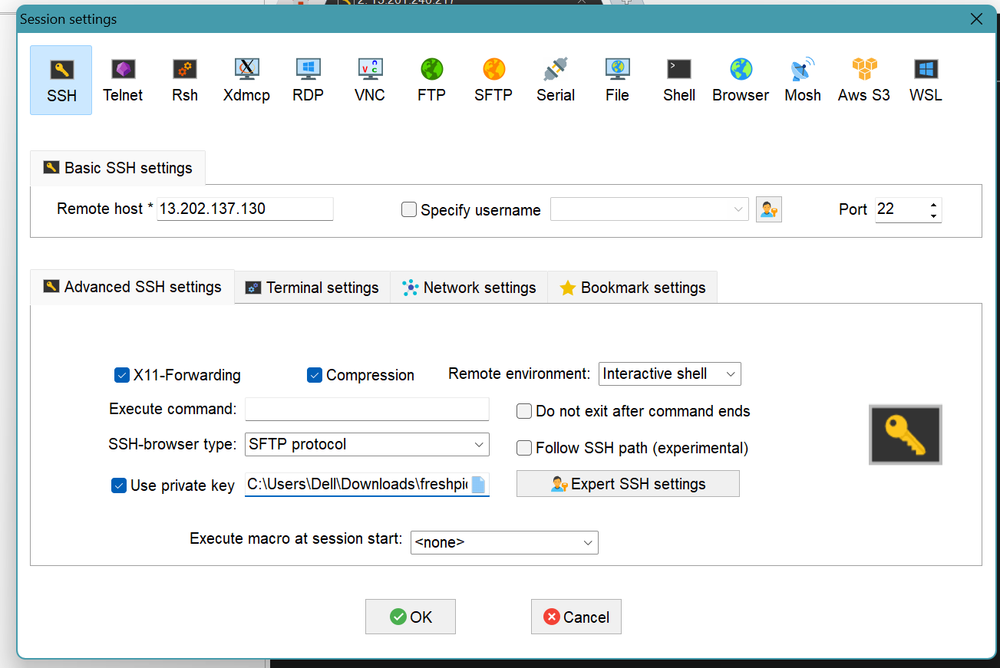 2. 13.201.240.217
Session settings
SSH Telnet Rsh Xdmcp RDP VNC FTP SFTP Serial File Shell Browser Mosh Aws S3 WSL
Basic SSH settings
Remote host * 13.202.137.130 Specify username Port 22
Advanced SSH settings Terminal settings Network settings Bookmark settings
X11-Forwarding Compression Remote environment: Interactive shell
Execute command: Do not exit after command ends
SSH-browser type: SFTP protocol Follow SSH path (experimental)
Use private key C:\Users\Dell\Downloads\freshpi Expert SSH settings
Execute macro at session start: <none>
OK Cancel